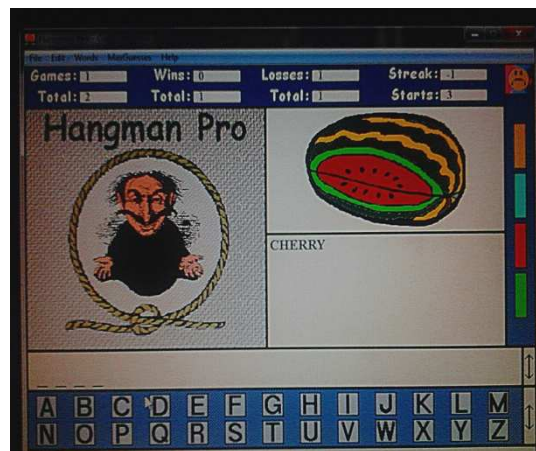 File Edit Words MaxGuesses Help
Games: 1 Wins: 0 Losses: 1 Streak: -1
Total: 2 Total: 1 Total: 1 Starts: 3
Hangman Pro
CHERRY
_ _ _ _
A B C D E F G H I J K L M
N O P Q R S T U V W X Y Z